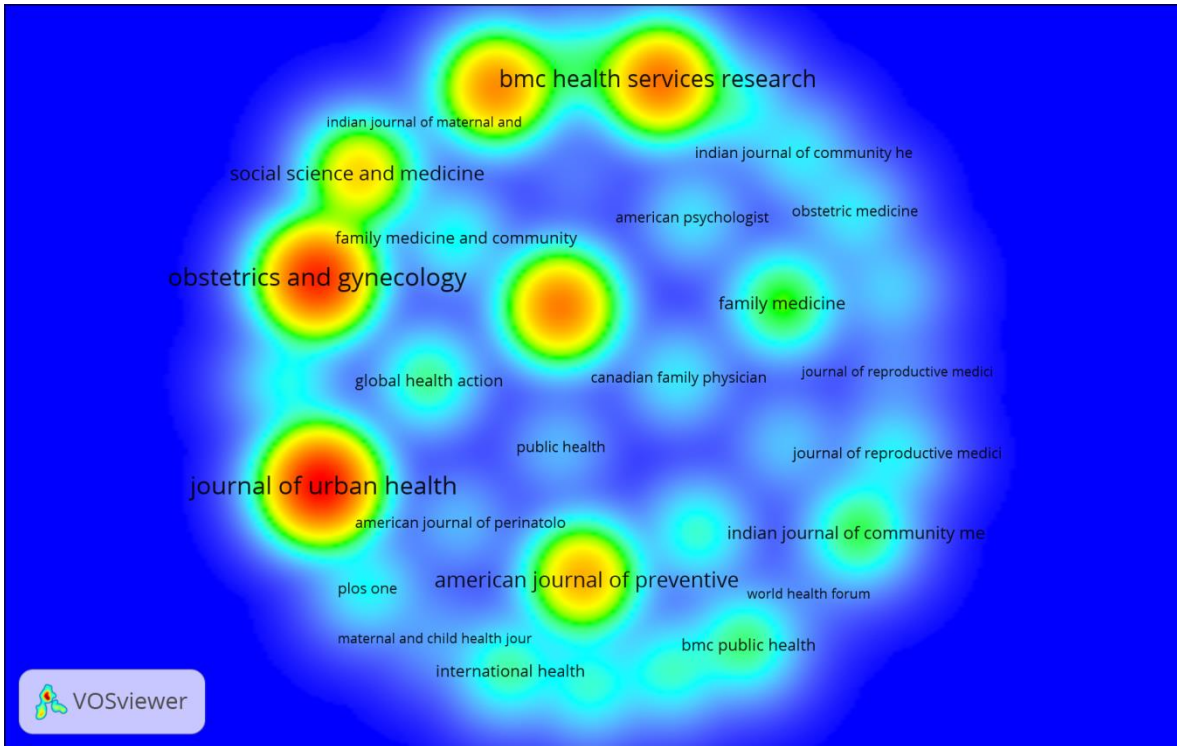 bmc health services research
indian journal of maternal and
indian journal of community he
social science and medicine
american psychologist
obstetric medicine
family medicine and community
obstetrics and gynecology
family medicine
global health action
canadian family physician
journal of reproductive medici
public health
journal of reproductive medici
journal of urban health
american journal of perinatolo
indian journal of community me
american journal of preventive
plos one
world health forum
maternal and child health jour
bmc public health
international health
VOSviewer